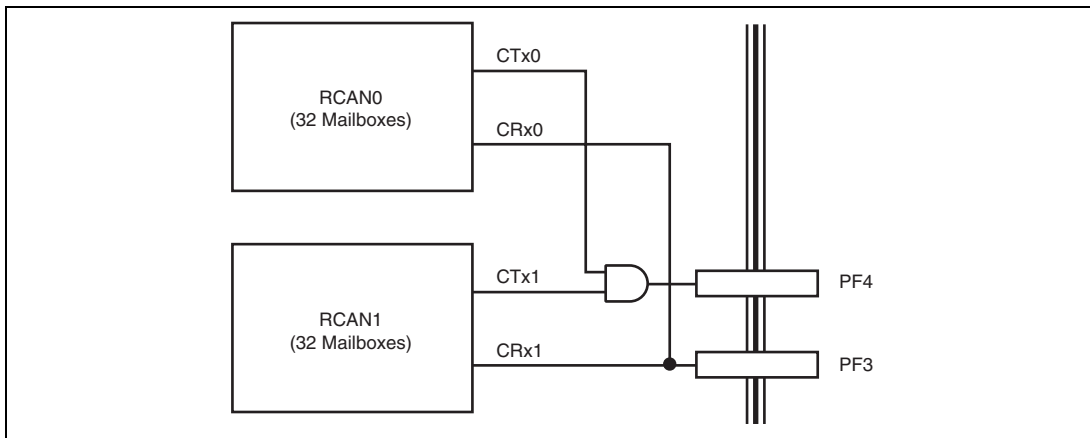 RCAN0
(32 Mailboxes)
CTx0
CRx0
RCAN1
(32 Mailboxes)
CTx1
CRx1
PF4
PF3